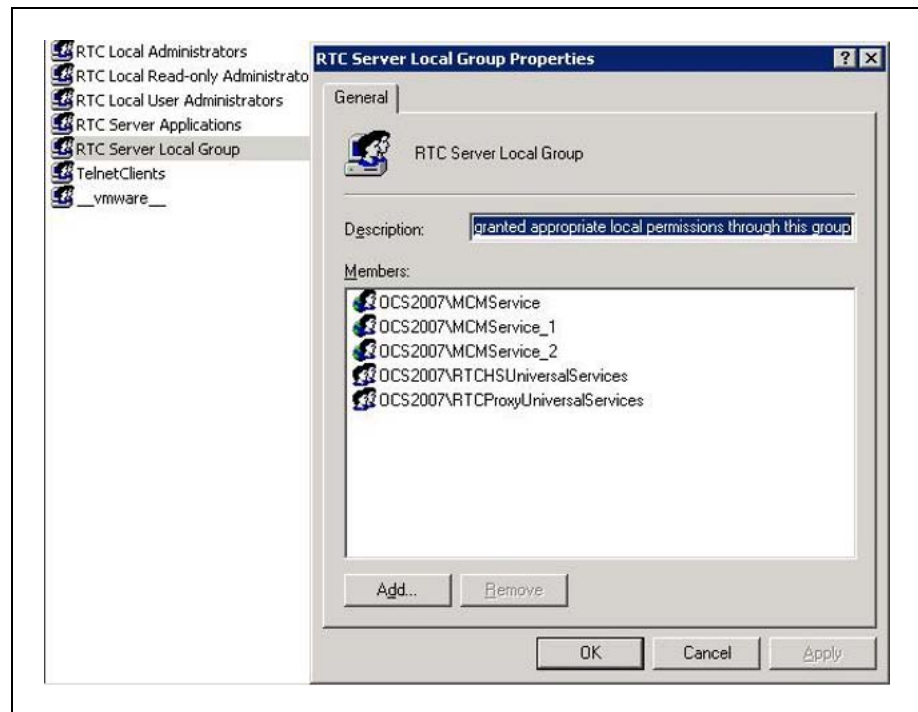 RTC Local Administrators
RTC Local Read-only Administrato
RTC Local User Administrators
RTC Server Applications
RTC Server Local Group
TelnetClients
__vmware__
RTC Server Local Group Properties
General
RTC Server Local Group
Description: granted appropriate local permissions through this group
Members:
OCS2007\MCMService
OCS2007\MCMService_1
OCS2007\MCMService_2
OCS2007\RTCHSUniversalServices
OCS2007\RTCProxyUniversalServices
Add... Remove
OK Cancel Apply